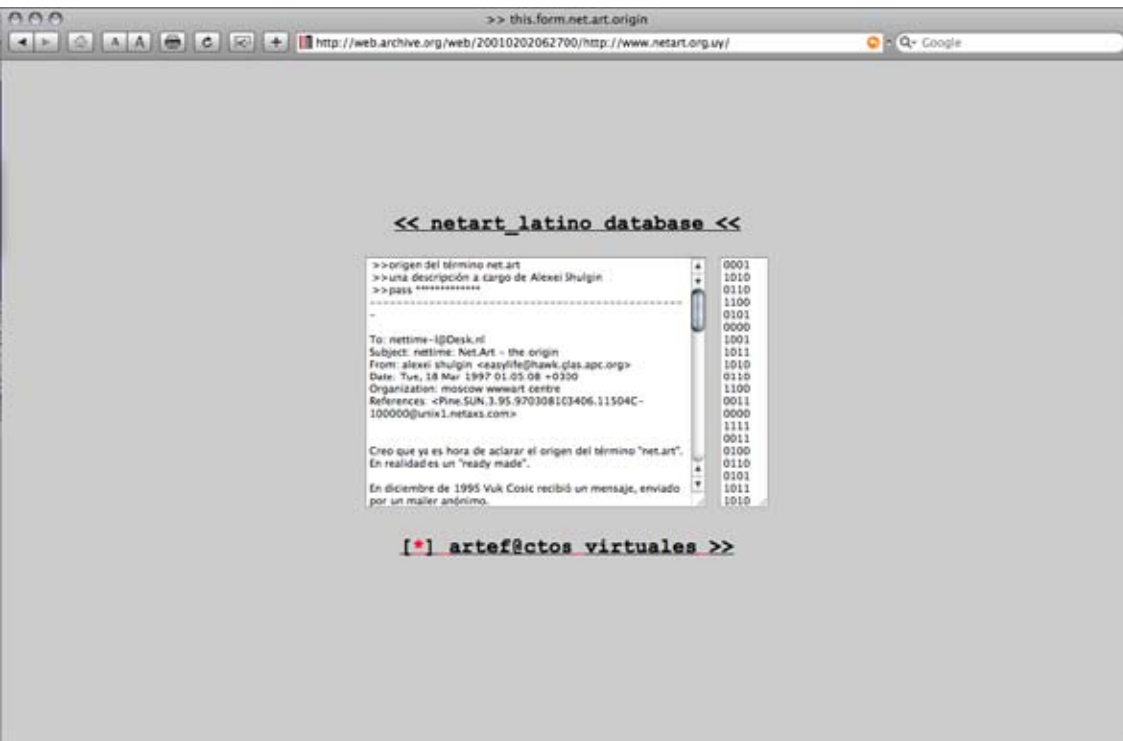 >> this.form.net.art.origin
A A
http://web.archive.org/web/20010202062700/http://www.netart.org.uy/
Google
<< netart_latino database <<
>>origen del término net.art
>>una descripción a cargo de Alexei Shulgin
>>pass *************
-
To: nettime-l@Desk.nl
Subject: nettime: Net.Art - the origin
From: alexei shulgin <easylife@hawk.glas.apc.org>
Date: Tue, 18 Mar 1997 01:05:08 +0300
Organization: moscow wwwart centre
References: <Pine.SUN.3.95.970308103406.11504C-
100000@unix1.netaxs.com>
Creo que ya es hora de aclarar el origen del término "net.art".
En realidad es un "ready made".
En diciembre de 1995 Vuk Cosic recibió un mensaje, enviado
por un mailer anónimo.
0001
1010
0110
1100
0101
0000
1001
1011
1010
0110
1100
0011
0000
1111
0011
0100
0110
0101
1011
1010
[*] artef@ctos virtuales >>